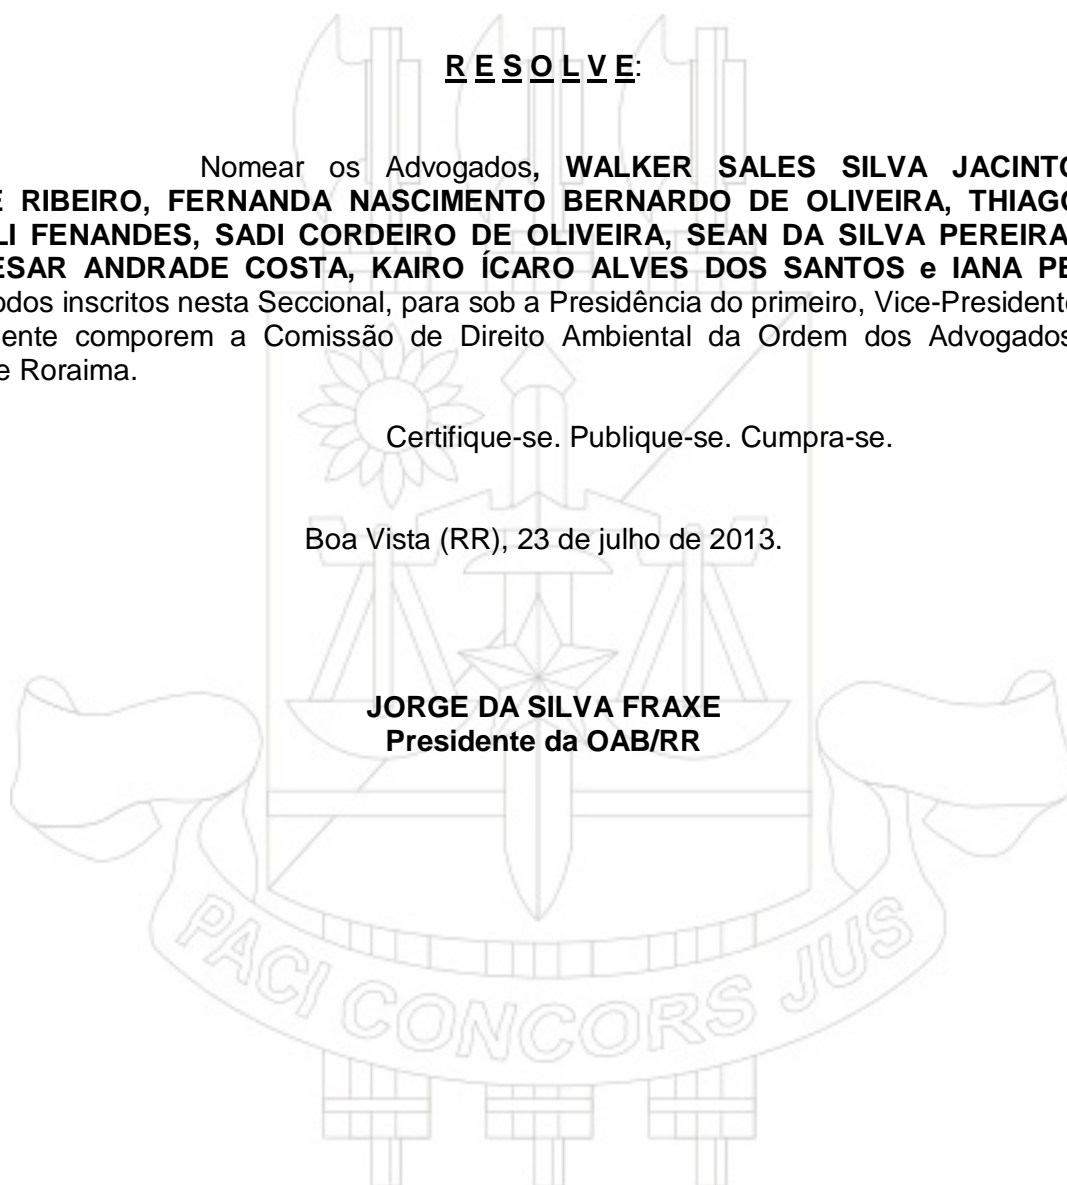 R E S O L V E:
Nomear os Advogados, WALKER SALES SILVA JACINTO
E RIBEIRO, FERNANDA NASCIMENTO BERNARDO DE OLIVEIRA, THIAGO
LI FENANDES, SADI CORDEIRO DE OLIVEIRA, SEAN DA SILVA PEREIRA
ESAR ANDRADE COSTA, KAIRO ÍCARO ALVES DOS SANTOS e IANA PE
odos inscritos nesta Seccional, para sob a Presidência do primeiro, Vice-Presidente
ente comporem a Comissão de Direito Ambiental da Ordem dos Advogados
e Roraima.
Certifique-se. Publique-se. Cumpra-se.
Boa Vista (RR), 23 de julho de 2013.
JORGE DA SILVA FRAXE
Presidente da OAB/RR
PACI CONCORS JUS